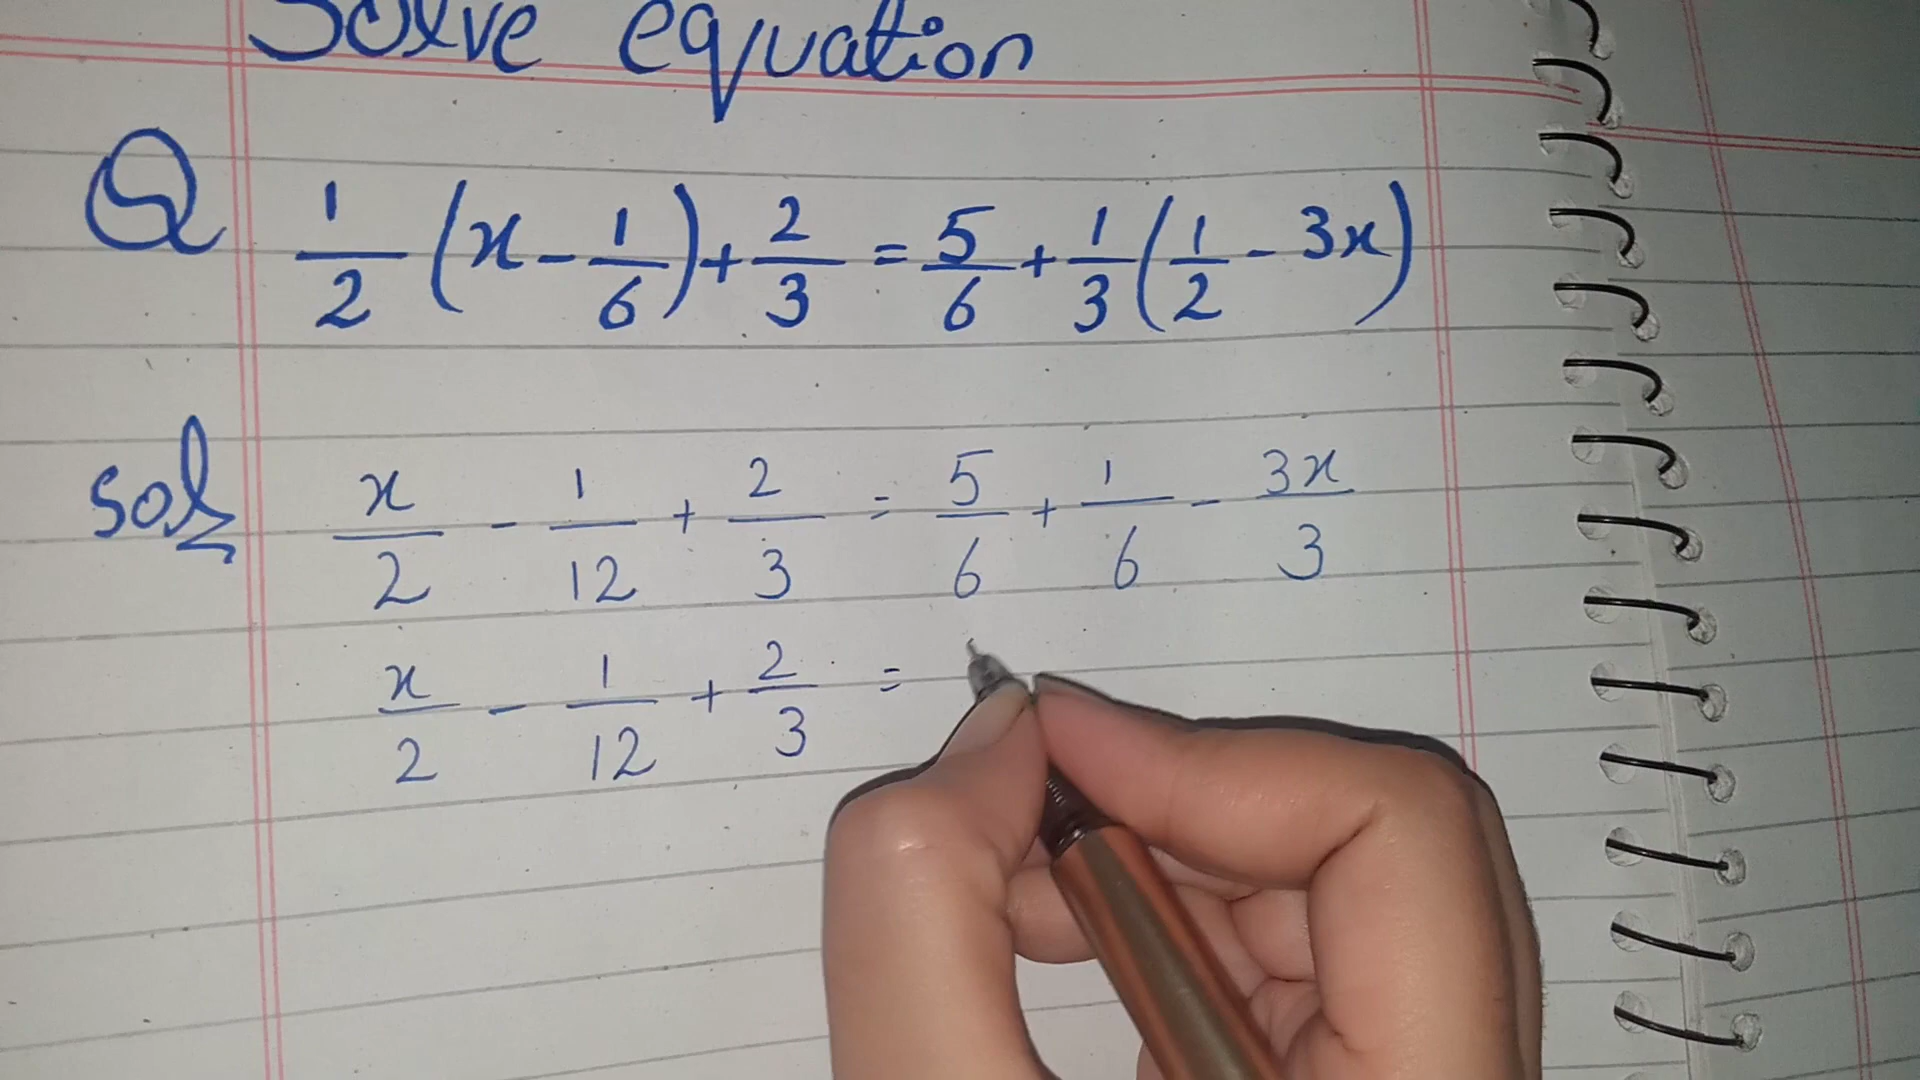 Solve equation
Q 1/2 (x - 1/6) + 2/3 = 5/6 + 1/3 (1/2 - 3x)
Sol x/2 - 1/12 + 2/3 = 5/6 + 1/6 - 3x/3
x/2 - 1/12 + 2/3 =